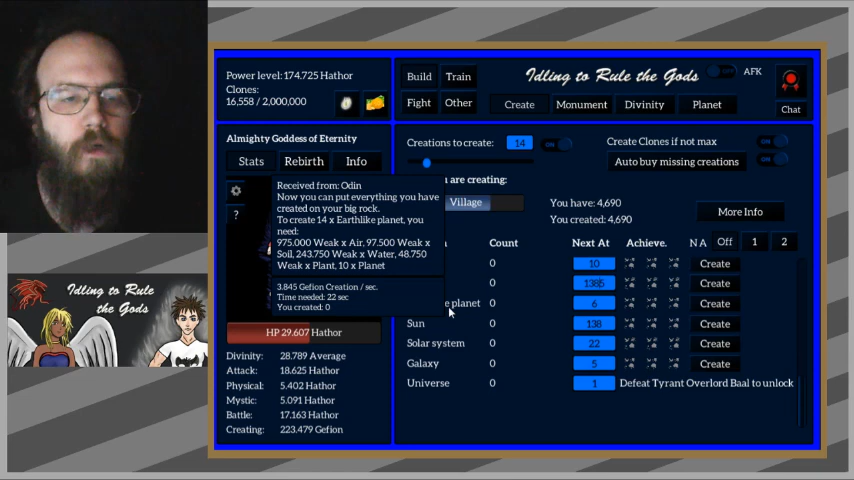 Power level: 174.725 Hathor
Clones:
16,558 / 2,000,000
Build
Train
Fight
Other
Idling to Rule the Gods
OFF
AFK
Create
Monument
Divinity
Planet
Chat
Almighty Goddess of Eternity
Stats
Rebirth
Info
?
Received from: Odin
Now you can put everything you have
created on your big rock.
To create 14 x Earthlike planet, you
need:
975.000 Weak x Air, 97.500 Weak x
Soil, 243.750 Weak x Water, 48.750
Weak x Plant, 10 x Planet
3.845 Gefion Creation / sec.
Time needed: 22 sec
You created: 0
HP 29.607 Hathor
Divinity: 28.789 Average
Attack: 18.625 Hathor
Physical: 5.402 Hathor
Mystic: 5.091 Hathor
Battle: 17.163 Hathor
Creating: 223.479 Gefion
Creations to create: 14 ON
Create Clones if not max ON
Auto buy missing creations ON
u are creating:
Village
You have: 4,690
You created: 4,690
More Info
Count
Next At
Achieve.
N A
Off
1
2
0 10 Create
0 1385 Create
planet 0 6 Create
Sun 0 138 Create
Solar system 0 22 Create
Galaxy 0 5 Create
Universe 0 1 Defeat Tyrant Overlord Baal to unlock
Idling to Rule
the Gods